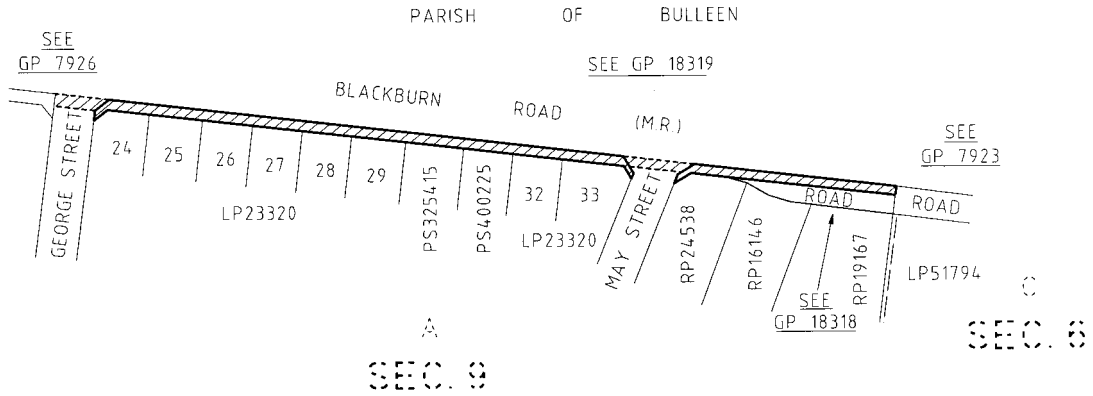 PARISH OF BULLEEN
SEE
GP 7926
SEE GP 18319
BLACKBURN ROAD (M.R.)
SEE
GP 7923
GEORGE STREET
24
25
26
27
28
29
PS325415
PS400225
32
33
LP23320
LP23320
MAY STREET
RP24538
RP16146
ROAD
RP19167
ROAD
LP51794
SEE
GP 18318
A
SEC. 9
C
SEC. 6